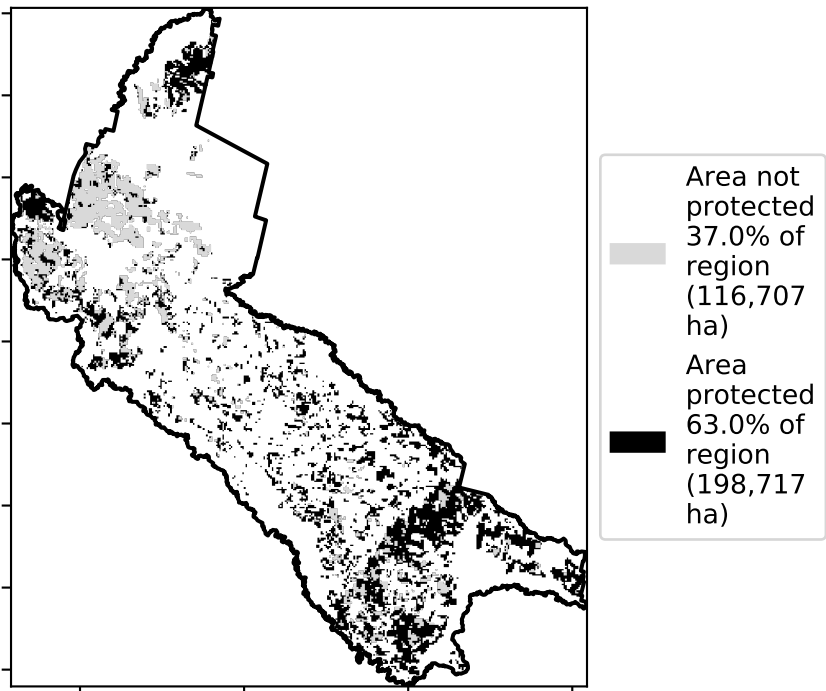 Area not
protected
37.0% of
region
(116,707
ha)
Area
protected
63.0% of
region
(198,717
ha)